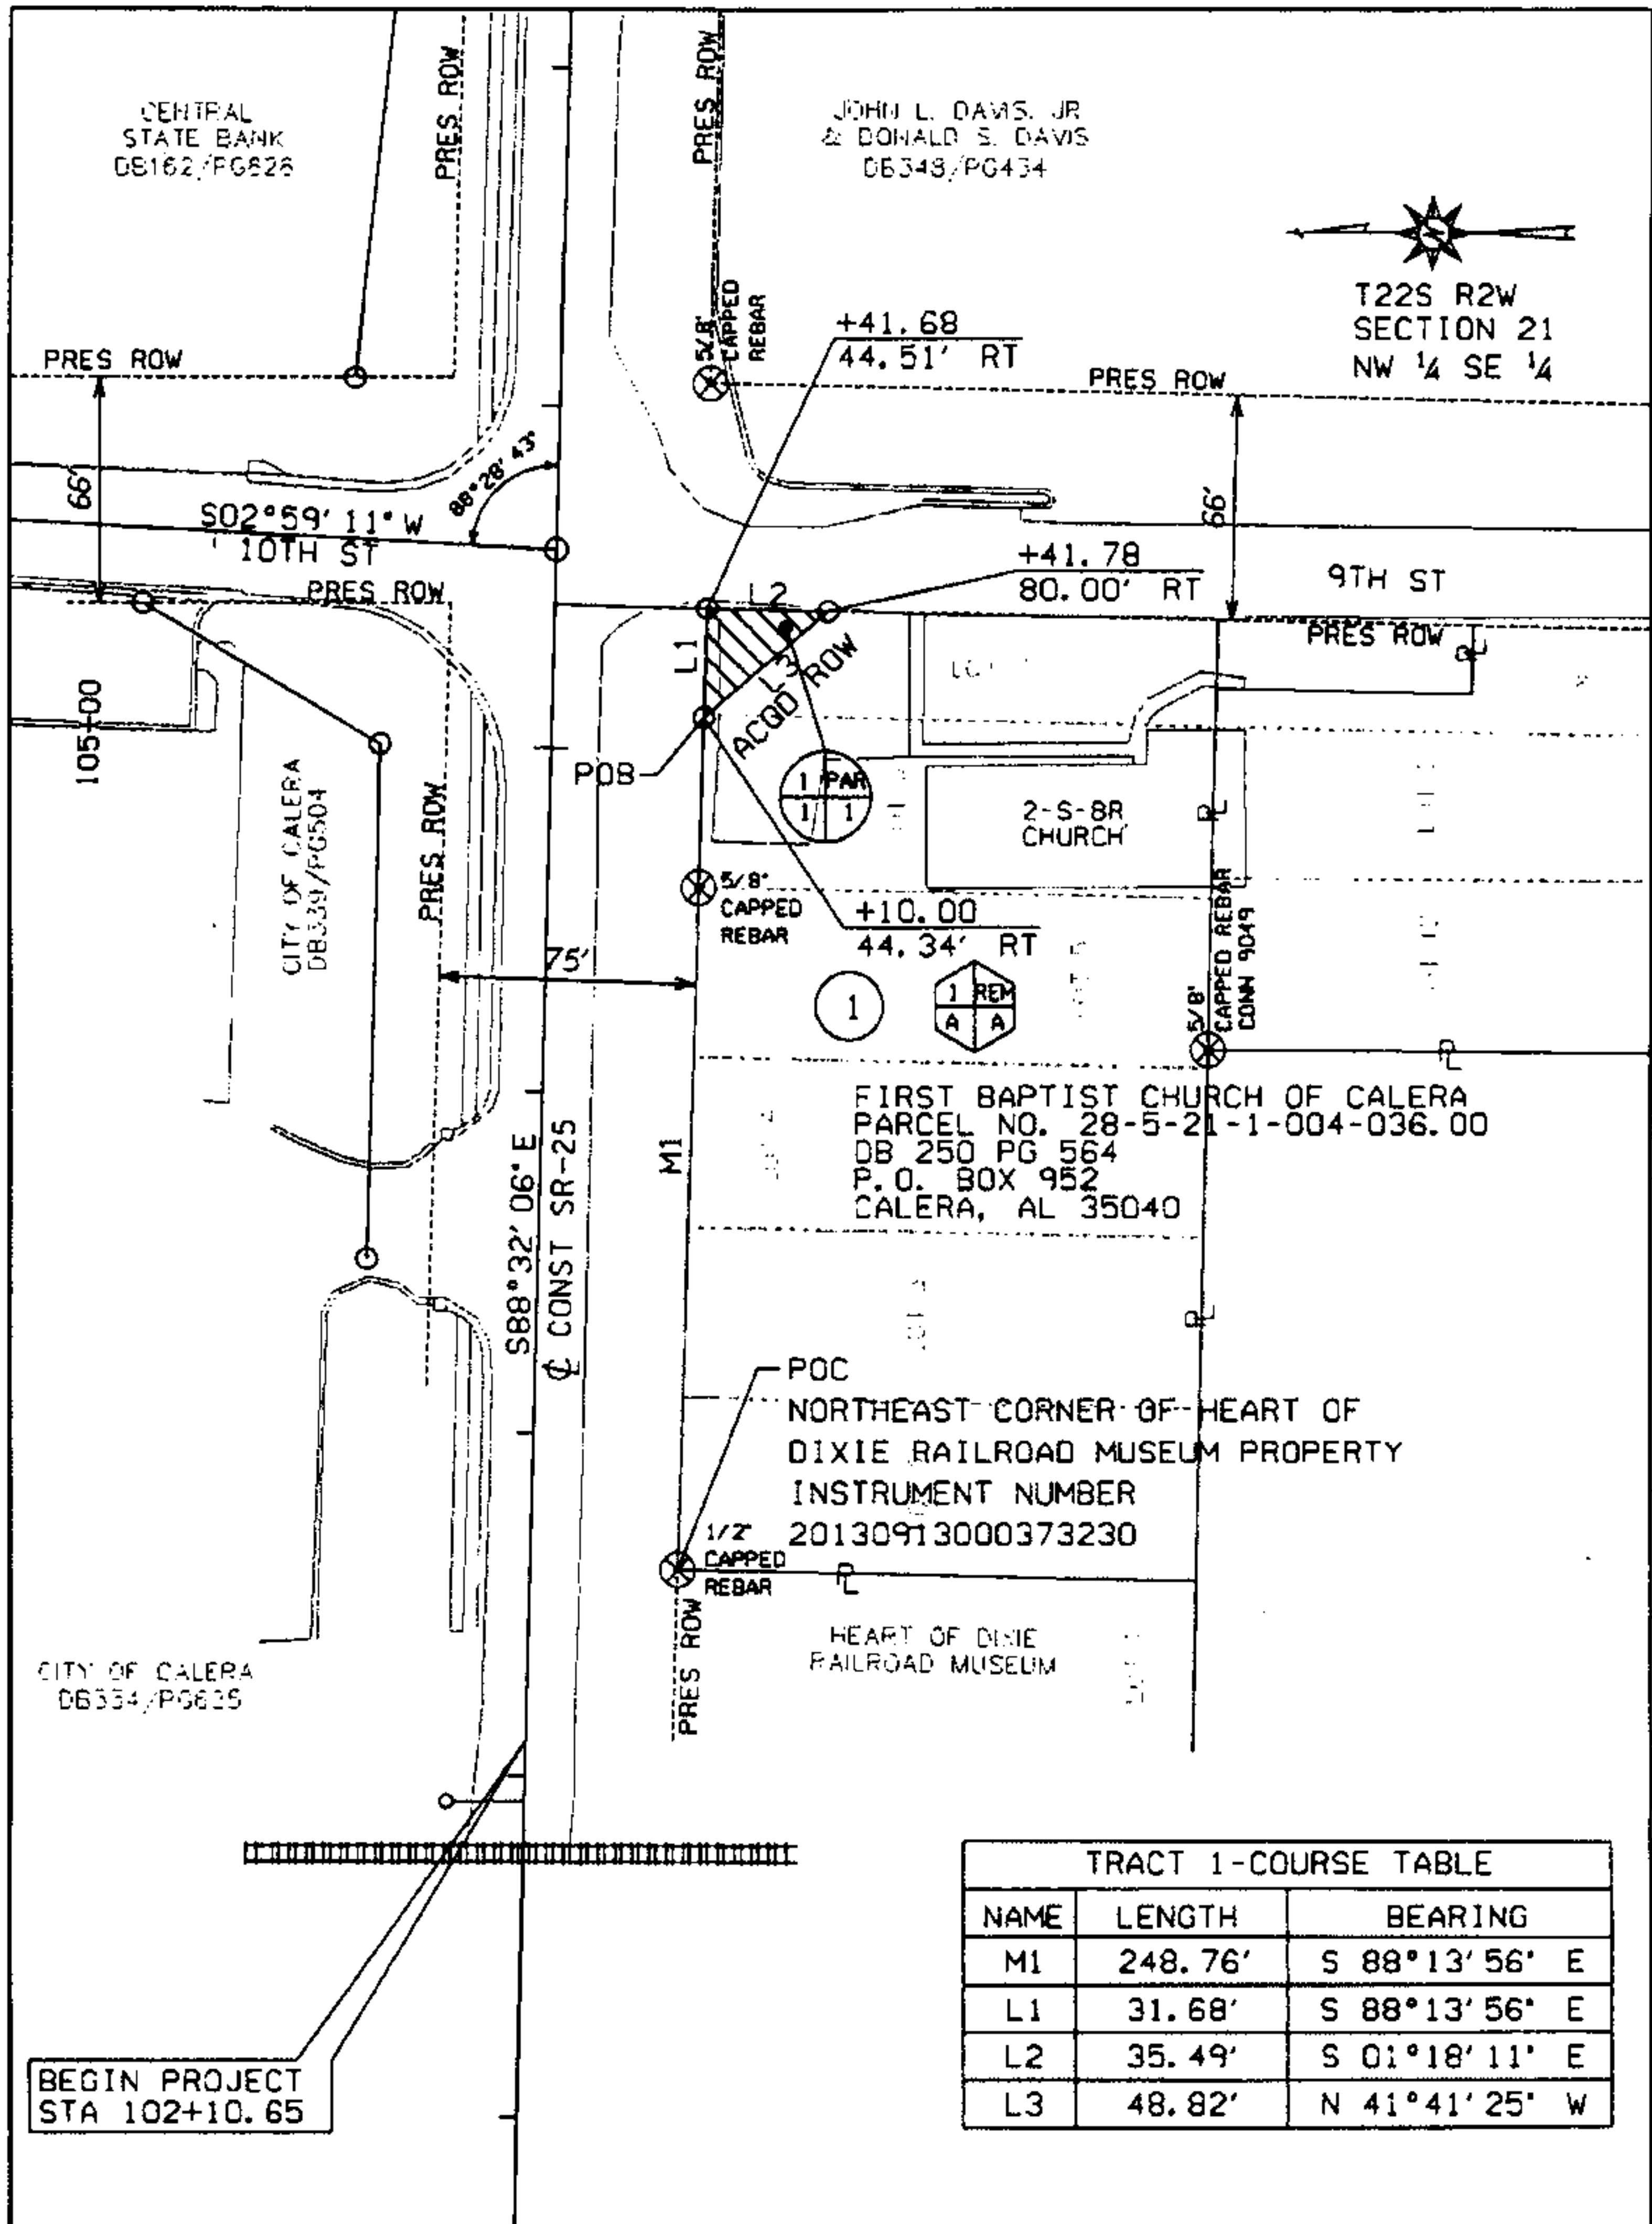 CENTRAL
STATE BANK
DB162/PG626
PRES ROW
PRES ROW
JOHN L. DAVIS, JR
& DONALD S. DAVIS
DB348/PG434
T22S R2W
SECTION 21
NW 1/4 SE 1/4
5/8"
CAPPED
REBAR
+41.68
44.51' RT
PRES ROW
PRES ROW
66'
88°28'43"
S02°59'11"W
10TH ST
PRES ROW
66'
+41.78
80.00' RT
9TH ST
PRES ROW
PL
L2
L1
L3
ACQD ROW
105+00
POB
1 PAR
1 1
2-S-BR
CHURCH
PL
CITY OF CALERA
DB339/PG504
PRES ROW
5/8"
CAPPED
REBAR
+10.00
44.34' RT
75'
1
1 REM
A A
5/8"
CAPPED REBAR
CONN 9049
PL
FIRST BAPTIST CHURCH OF CALERA
PARCEL NO. 28-5-21-1-004-036.00
DB 250 PG 564
P.O. BOX 952
CALERA, AL 35040
M1
S88°32'06"E
℄ CONST SR-25
PL
POC
NORTHEAST CORNER OF HEART OF
DIXIE RAILROAD MUSEUM PROPERTY
INSTRUMENT NUMBER
20130913000373230
1/2"
CAPPED
REBAR
PL
PRES ROW
HEART OF DIXIE
RAILROAD MUSEUM
CITY OF CALERA
DB334/PG635
TRACT 1-COURSE TABLE
NAME LENGTH BEARING
M1 248.76' S 88°13'56" E
L1 31.68' S 88°13'56" E
L2 35.49' S 01°18'11" E
L3 48.82' N 41°41'25" W
BEGIN PROJECT
STA 102+10.65